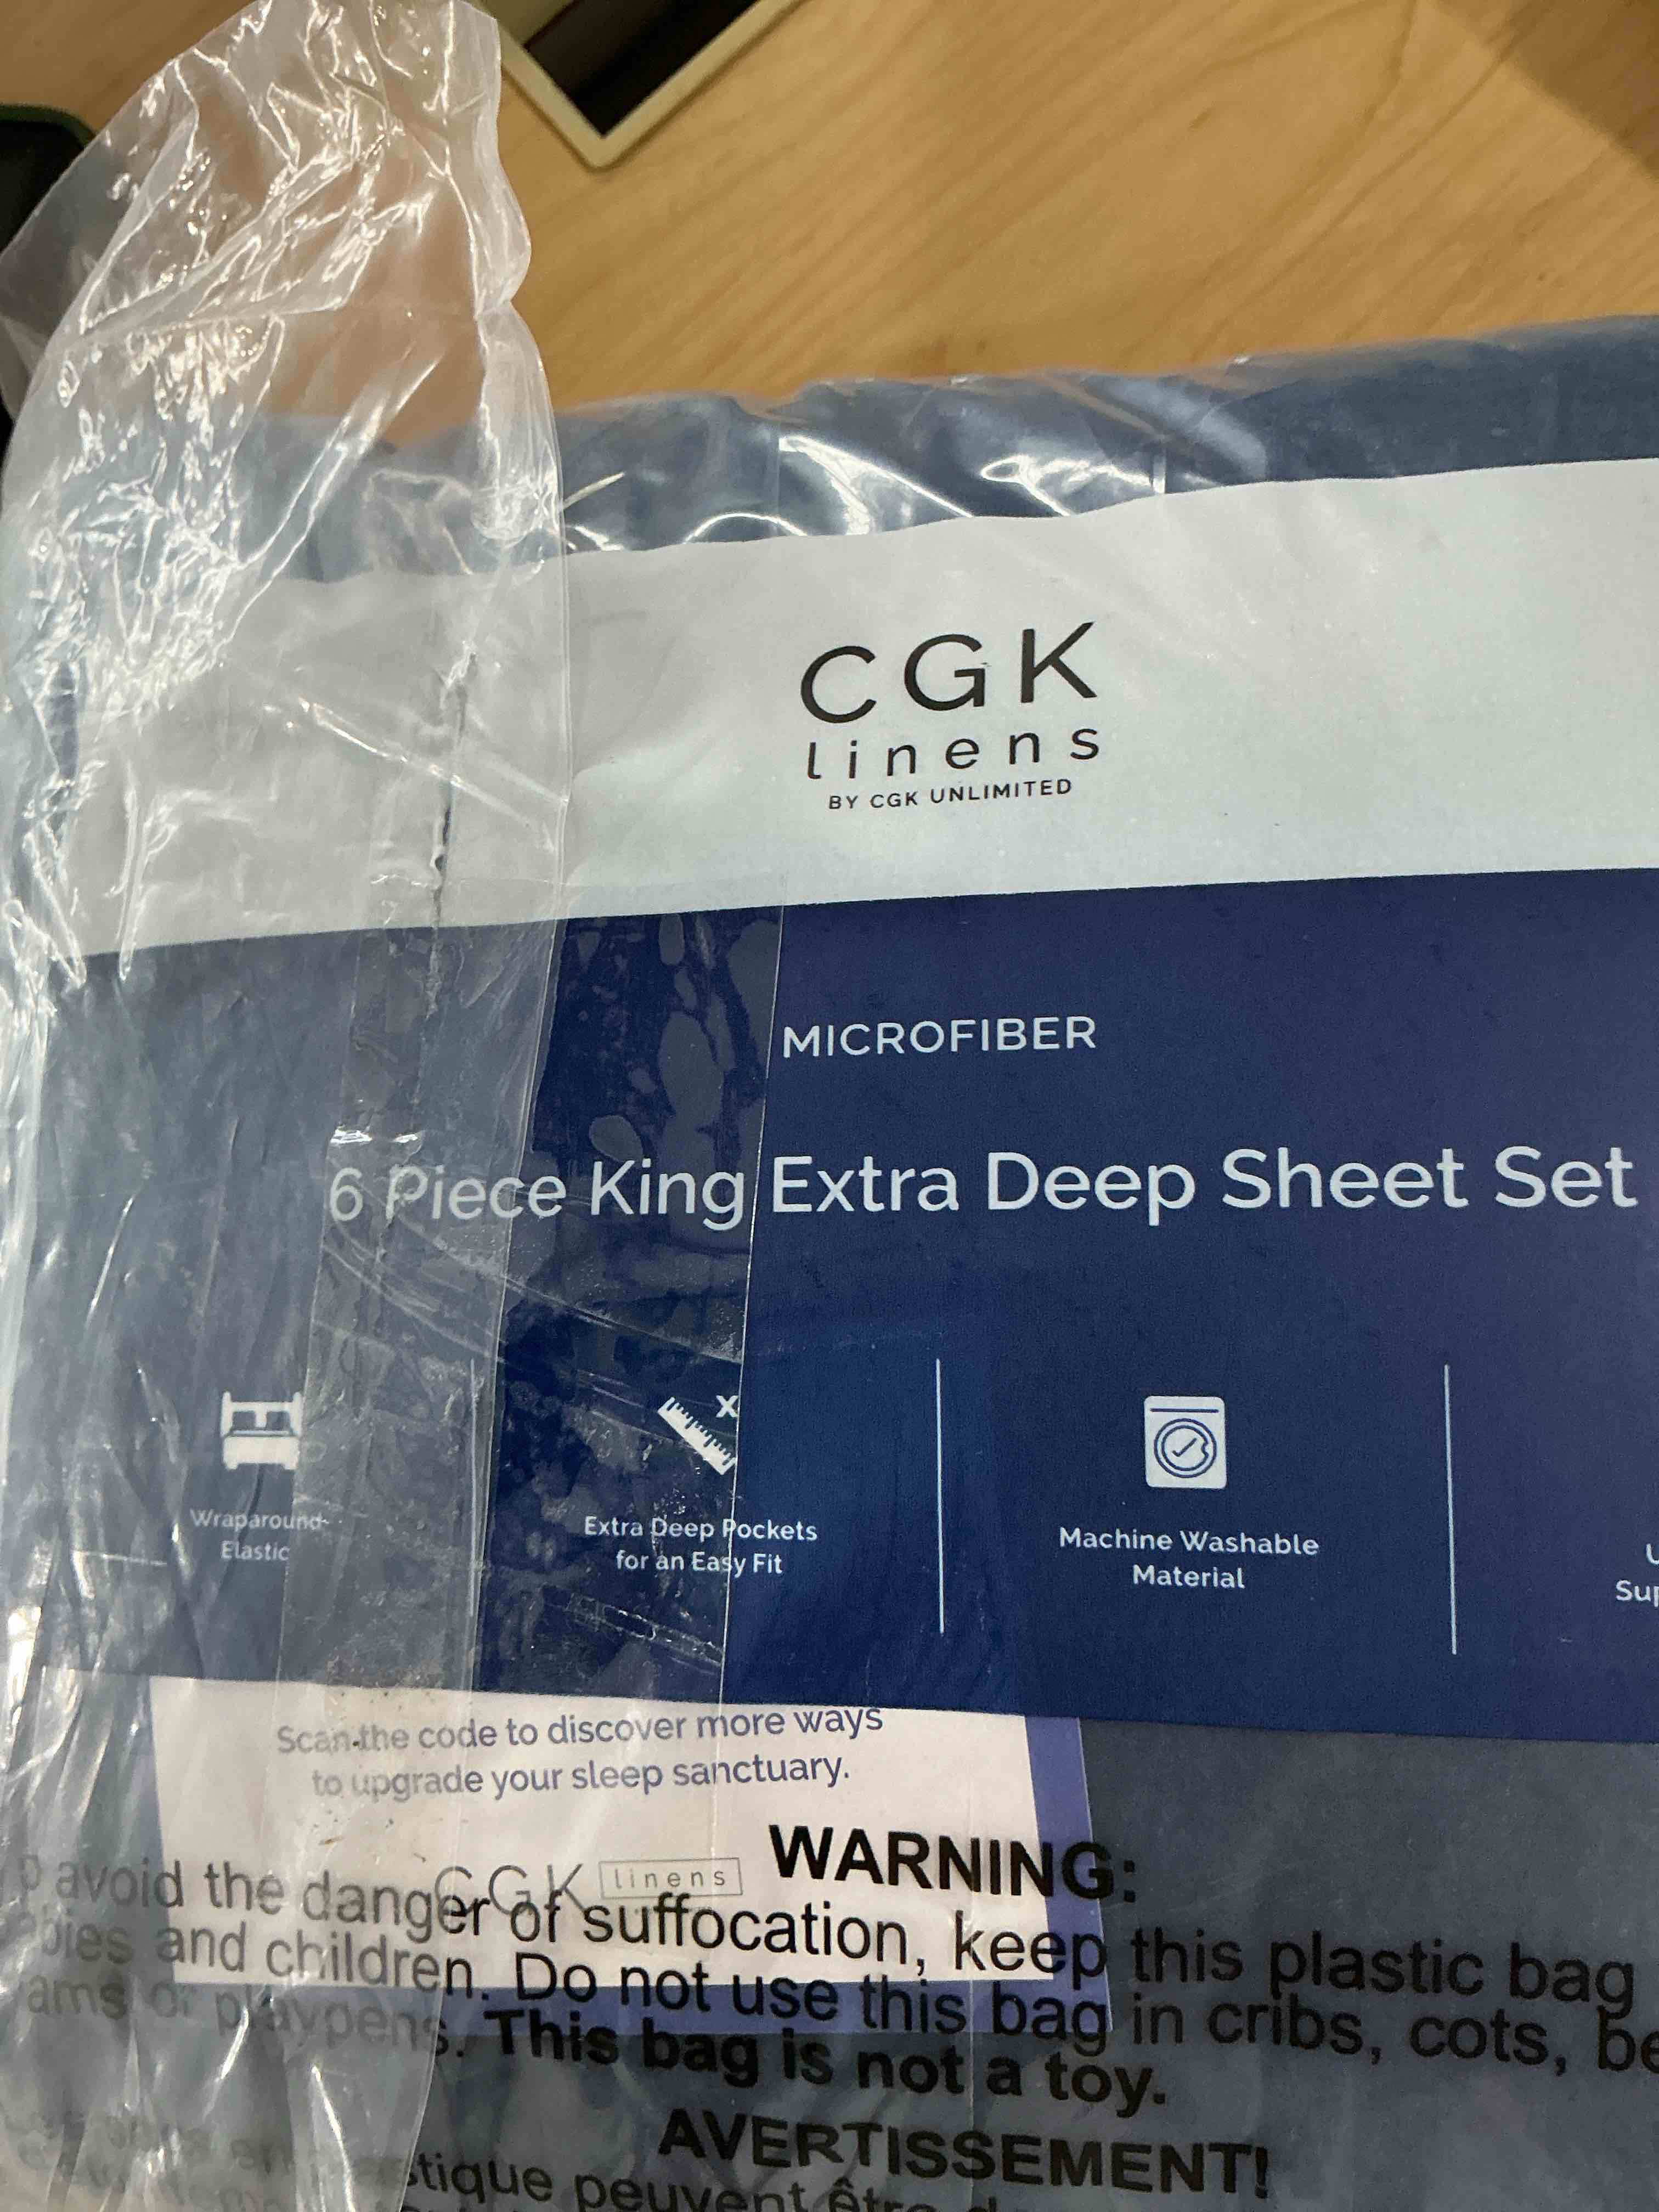 CGK
linens
BY CGK UNLIMITED
MICROFIBER
6 Piece King Extra Deep Sheet Set
Wraparound
Elastic
X
Extra Deep Pockets
for an Easy Fit
Machine Washable
Material
Scan the code to discover more ways
to upgrade your sleep sanctuary.
CGK linens
WARNING:
avoid the danger of suffocation, keep this plastic bag
and children. Do not use this bag in cribs, cots,
or playpens. This bag is not a toy.
AVERTISSEMENT!
peuvent être